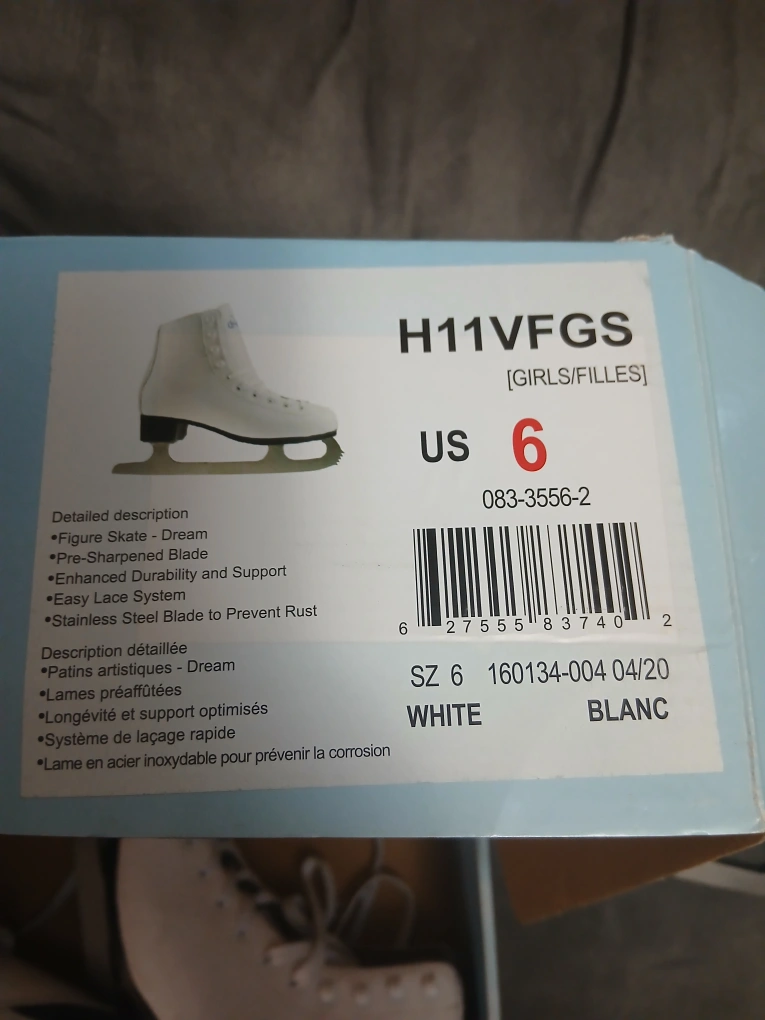 H11VFGS
[GIRLS/FILLES]
US 6
083-3556-2
6 27555 83740 2
SZ 6 160134-004 04/20
WHITE BLANC
Detailed description
•Figure Skate - Dream
•Pre-Sharpened Blade
•Enhanced Durability and Support
•Easy Lace System
•Stainless Steel Blade to Prevent Rust
Description détaillée
•Patins artistiques - Dream
•Lames préaffûtées
•Longévité et support optimisés
•Système de laçage rapide
•Lame en acier inoxydable pour prévenir la corrosion